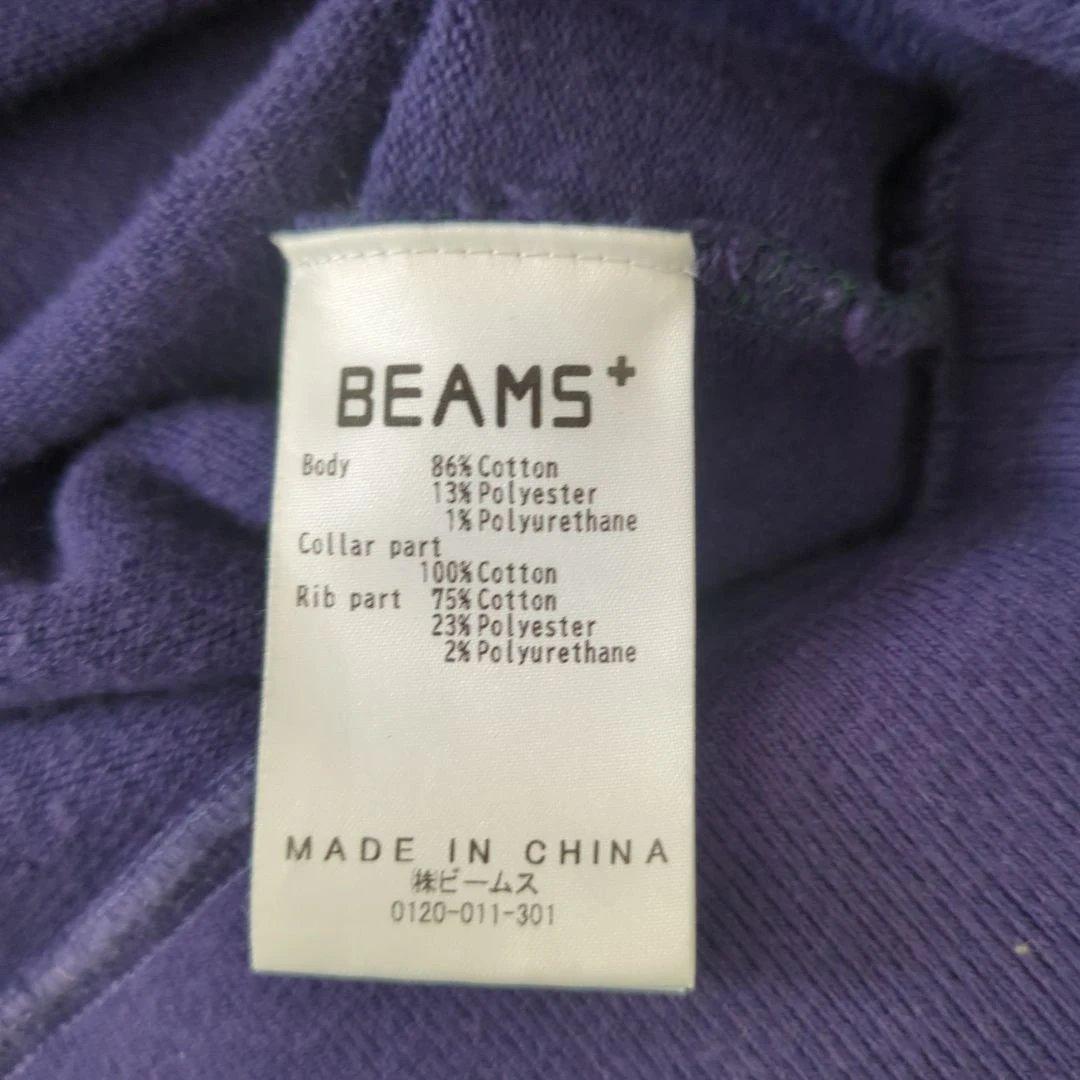 BEAMS+
Body 86% Cotton
13% Polyester
1% Polyurethane
Collar part
100% Cotton
Rib part 75% Cotton
23% Polyester
2% Polyurethane
MADE IN CHINA
㈱ビームス
0120-011-301